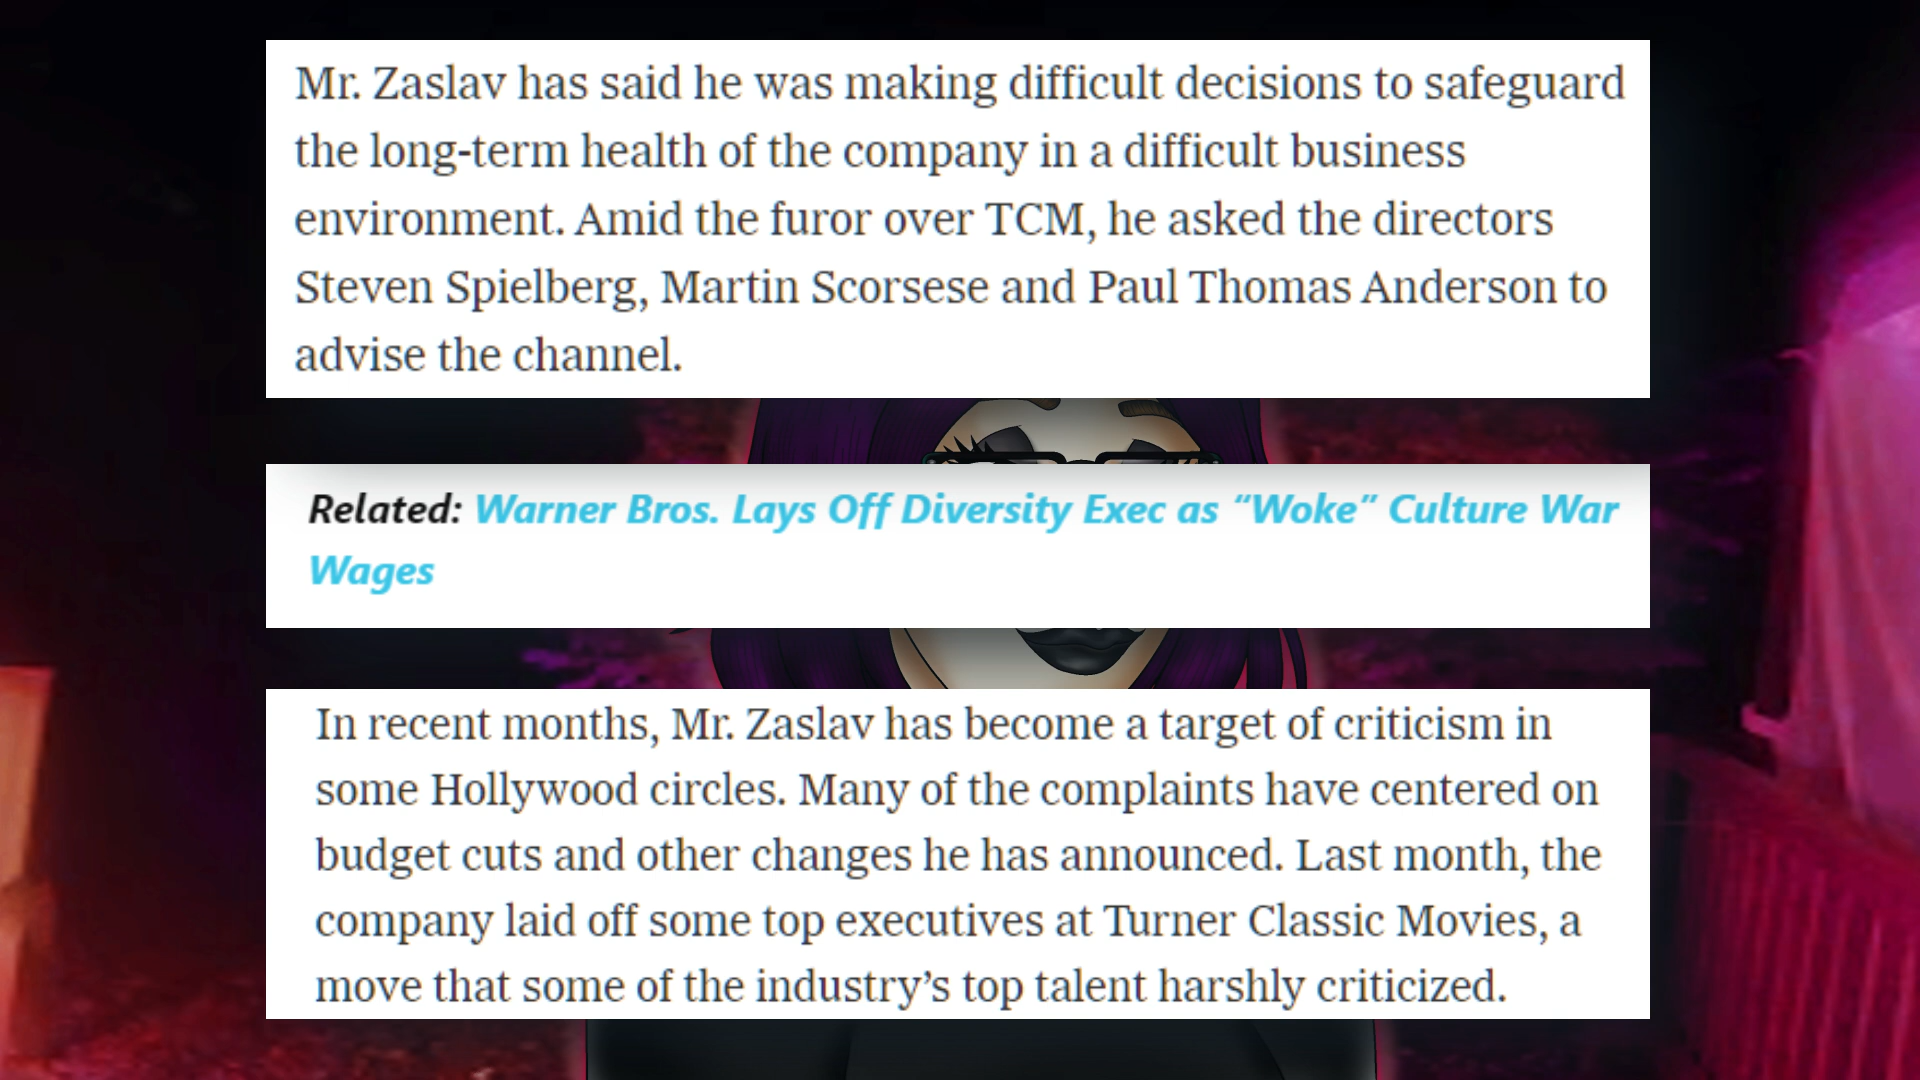 Mr. Zaslav has said he was making difficult decisions to safeguard
the long-term health of the company in a difficult business
environment. Amid the furor over TCM, he asked the directors
Steven Spielberg, Martin Scorsese and Paul Thomas Anderson to
advise the channel.
Related: Warner Bros. Lays Off Diversity Exec as “Woke” Culture War
Wages
In recent months, Mr. Zaslav has become a target of criticism in
some Hollywood circles. Many of the complaints have centered on
budget cuts and other changes he has announced. Last month, the
company laid off some top executives at Turner Classic Movies, a
move that some of the industry’s top talent harshly criticized.